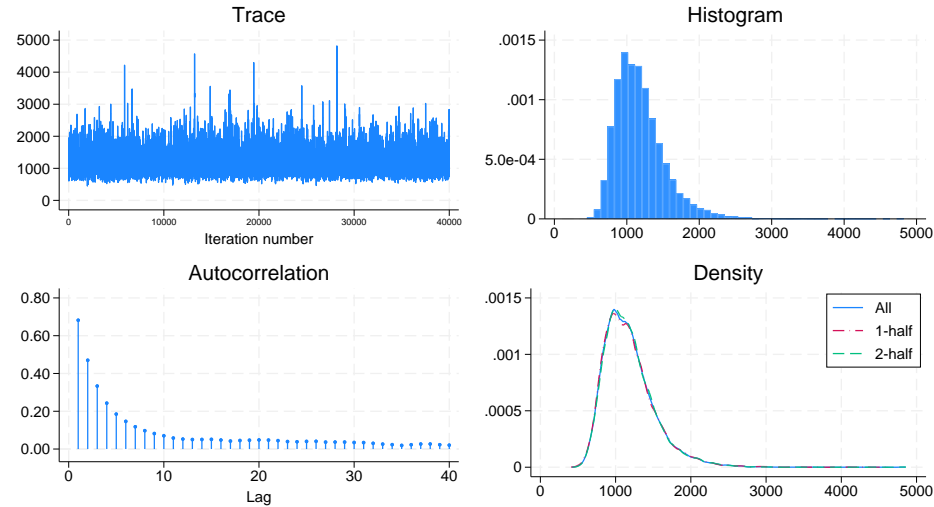 Trace
5000
4000
3000
2000
1000
0
0 10000 20000 30000 40000
Iteration number
Histogram
.0015
.001
5.0e-04
0
0 1000 2000 3000 4000 5000
Autocorrelation
0.80
0.60
0.40
0.20
0.00
0 10 20 30 40
Lag
Density
.0015
.001
.0005
0
0 1000 2000 3000 4000 5000
All
1-half
2-half